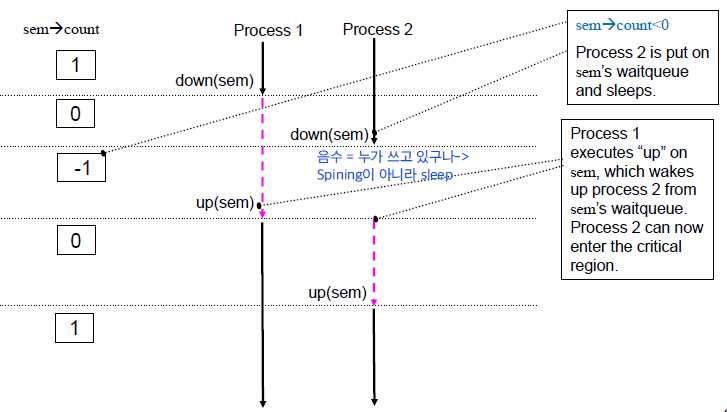 sem→count
Process 1
Process 2
sem→count<0
Process 2 is put on
sem's waitqueue
and sleeps.
1
down(sem)
0
down(sem)
음수 = 누가 쓰고 있구나->
Spining이 아니라 sleep
-1
Process 1
executes “up” on
sem, which wakes
up process 2 from
sem's waitqueue.
Process 2 can now
enter the critical
region.
up(sem)
0
up(sem)
1